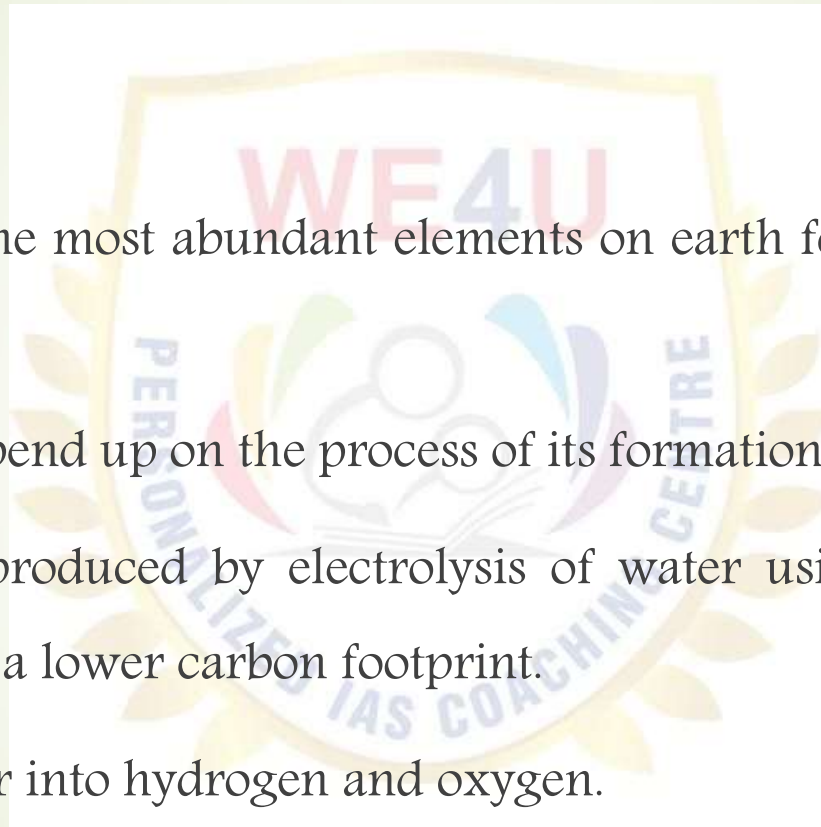 WE4U
he most abundant elements on earth fo
PERSONALIZED IAS COACHING CENTRE
pend up on the process of its formation
produced by electrolysis of water usi
a lower carbon footprint.
r into hydrogen and oxygen.